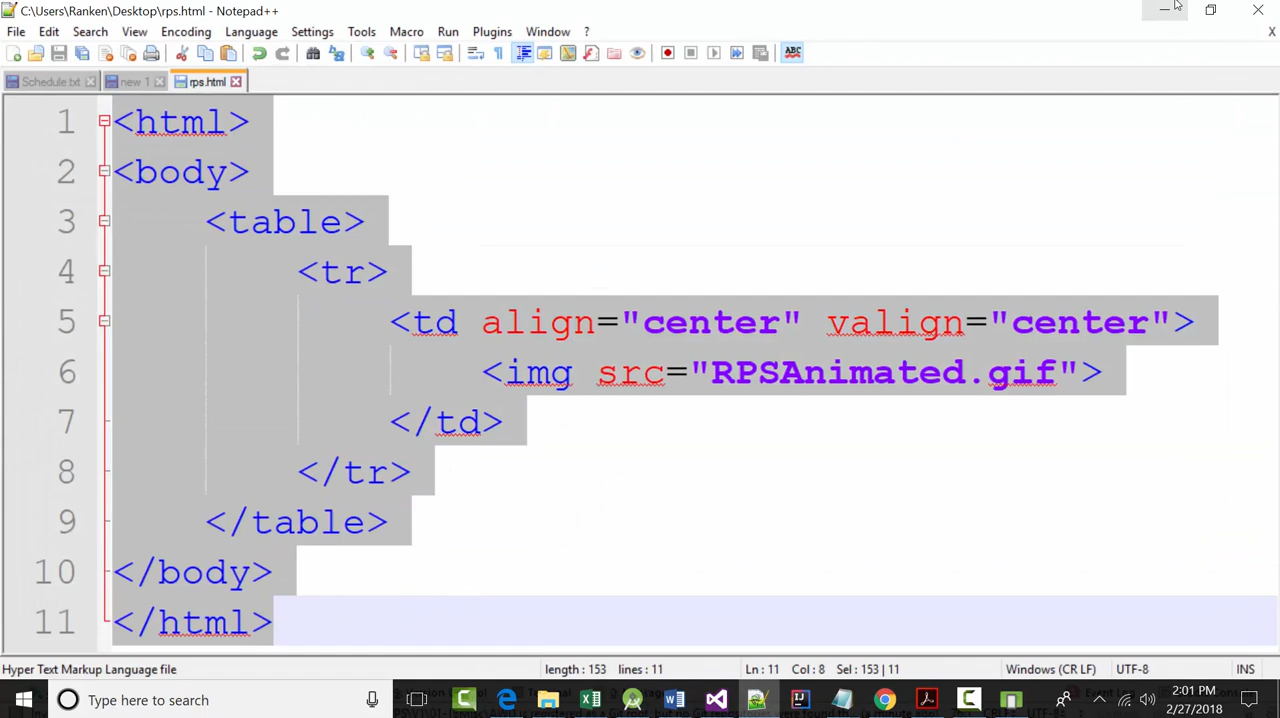 C:\Users\Ranken\Desktop\rps.html - Notepad++
File Edit Search View Encoding Language Settings Tools Macro Run Plugins Window ? X
ABC
Schedule.txt new 1 rps.html
1 <html>
2 <body>
3 <table>
4 <tr>
5 <td align="center" valign="center">
6 <img src="RPSAnimated.gif">
7 </td>
8 </tr>
9 </table>
10 </body>
11 </html>
Hyper Text Markup Language file length : 153 lines : 11 Ln : 11 Col : 8 Sel : 153 | 11 Windows (CR LF) UTF-8 INS
Type here to search
2:01 PM
2/27/2018